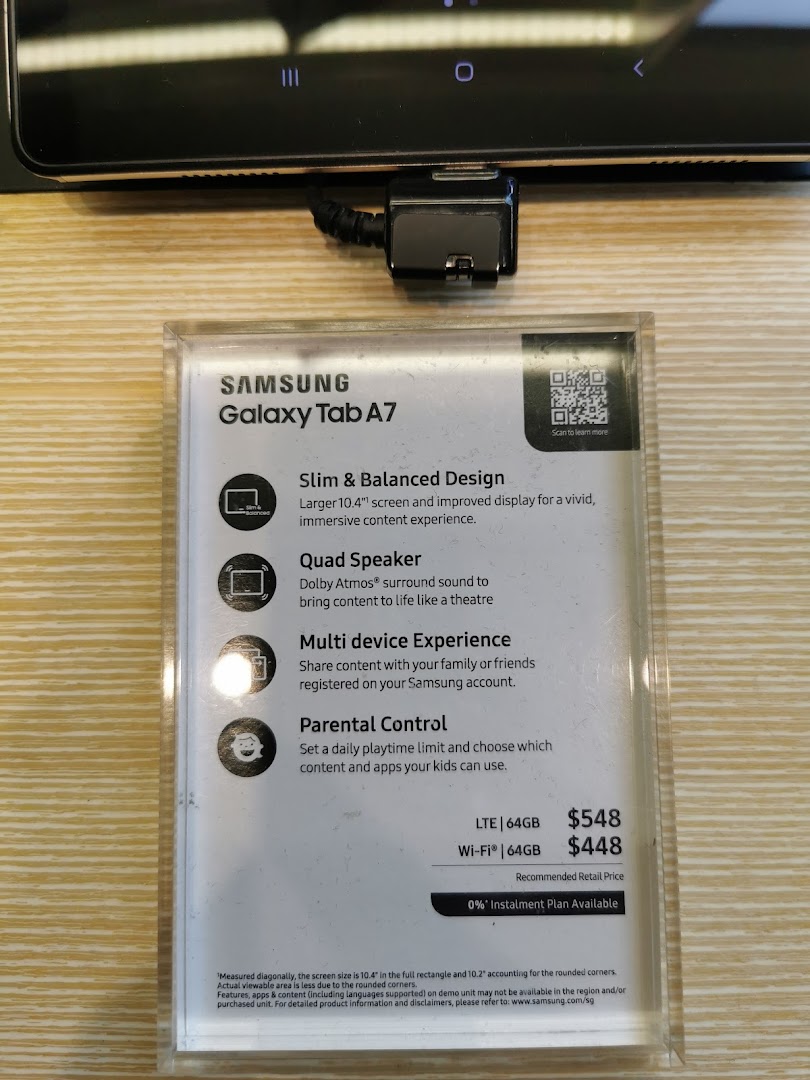 SAMSUNG
Galaxy Tab A7
Scan to learn more
Slim & Balanced Design
Slim &
Balanced
Larger 10.4"¹ screen and improved display for a vivid,
immersive content experience.
Quad Speaker
Dolby Atmos® surround sound to
bring content to life like a theatre
Multi device Experience
Share content with your family or friends
registered on your Samsung account.
Parental Control
Set a daily playtime limit and choose which
content and apps your kids can use.
LTE | 64GB $548
Wi-Fi® | 64GB $448
Recommended Retail Price
0%* Instalment Plan Available
¹Measured diagonally, the screen size is 10.4" in the full rectangle and 10.2" accounting for the rounded corners.
Actual viewable area is less due to the rounded corners.
Features, apps & content (including languages supported) on demo unit may not be available in the region and/or
purchased unit. For detailed product information and disclaimers, please refer to: www.samsung.com/sg